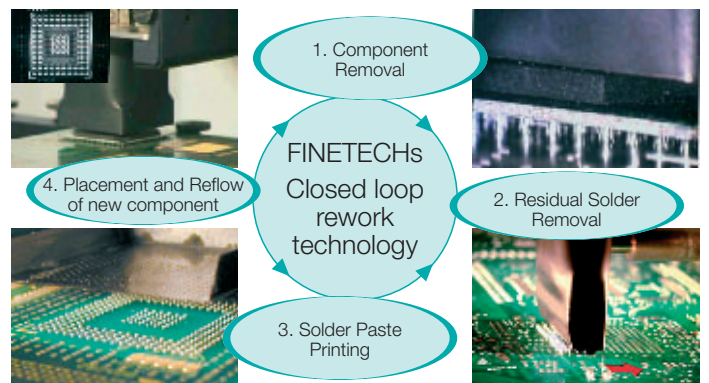 1. Component
Removal
FINETECHs
Closed loop
rework
technology
2. Residual Solder
Removal
3. Solder Paste
Printing
4. Placement and Reflow
of new component